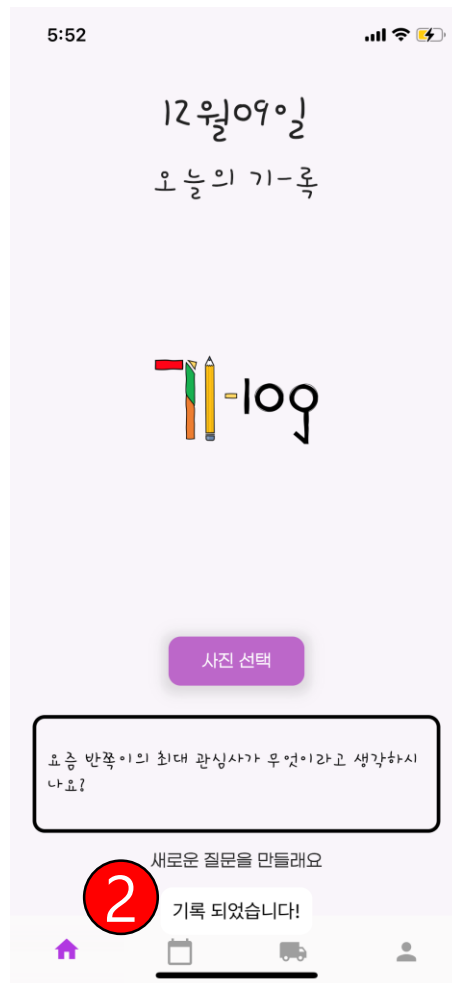 5:52
12월09일
오늘의 기-록
기-log
사진 선택
요즘 반쪽이의 최대 관심사가 무엇이라고 생각하시
나요?
새로운 질문을 만들래요
2
기록 되었습니다!